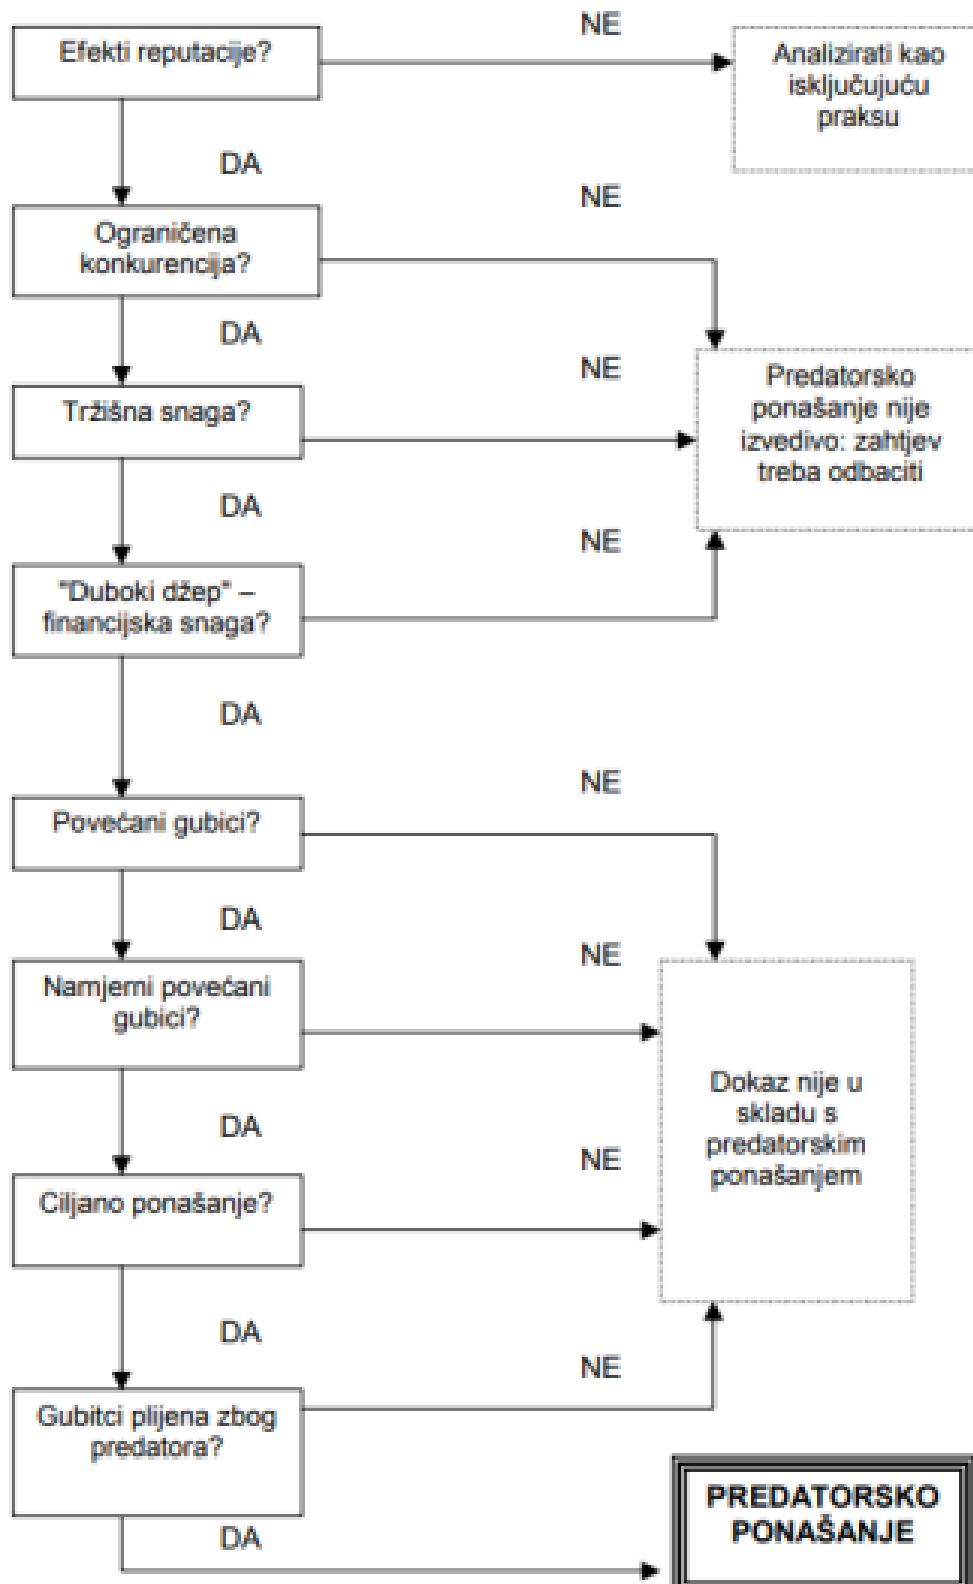 Efekti reputacije?
NE
Analizirati kao
isključujuću
praksu
DA
Ograničena
konkurencija?
NE
DA
Tržišna snaga?
NE
Predatorsko
ponašanje nije
izvedivo: zahtjev
treba odbaciti
DA
"Duboki džep" –
financijska snaga?
NE
DA
Povećani gubici?
NE
DA
Namjerni povećani
gubici?
NE
DA
Ciljano ponašanje?
NE
Dokaz nije u
skladu s
predatorskim
ponašanjem
DA
Gubitci plijena zbog
predatora?
NE
DA
PREDATORSKO
PONAŠANJE